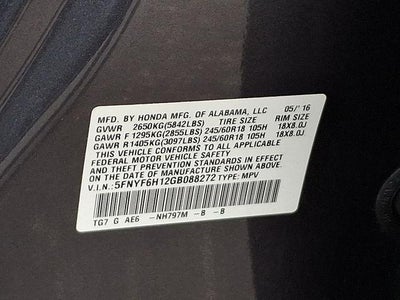 MFD. BY HONDA MFG. OF ALABAMA, LLC 05/'16
GVWR 2650KG(5842LBS) TIRE SIZE RIM SIZE
GAWR F 1295KG(2855LBS) 245/60R18 105H 18X8.0J
GAWR R1405KG(3097LBS) 245/60R18 105H 18X8.0J
THIS VEHICLE CONFORMS TO ALL APPLICABLE
FEDERAL MOTOR VEHICLE SAFETY
AND THEFT PREVENTION STANDARDS IN EFFECT
ON THE DATE OF MANUFACTURE SHOWN ABOVE.
V.I.N.: 5FNYF6H12GB088272 TYPE: MPV
TG7 G AE6 -NH797M -B -B